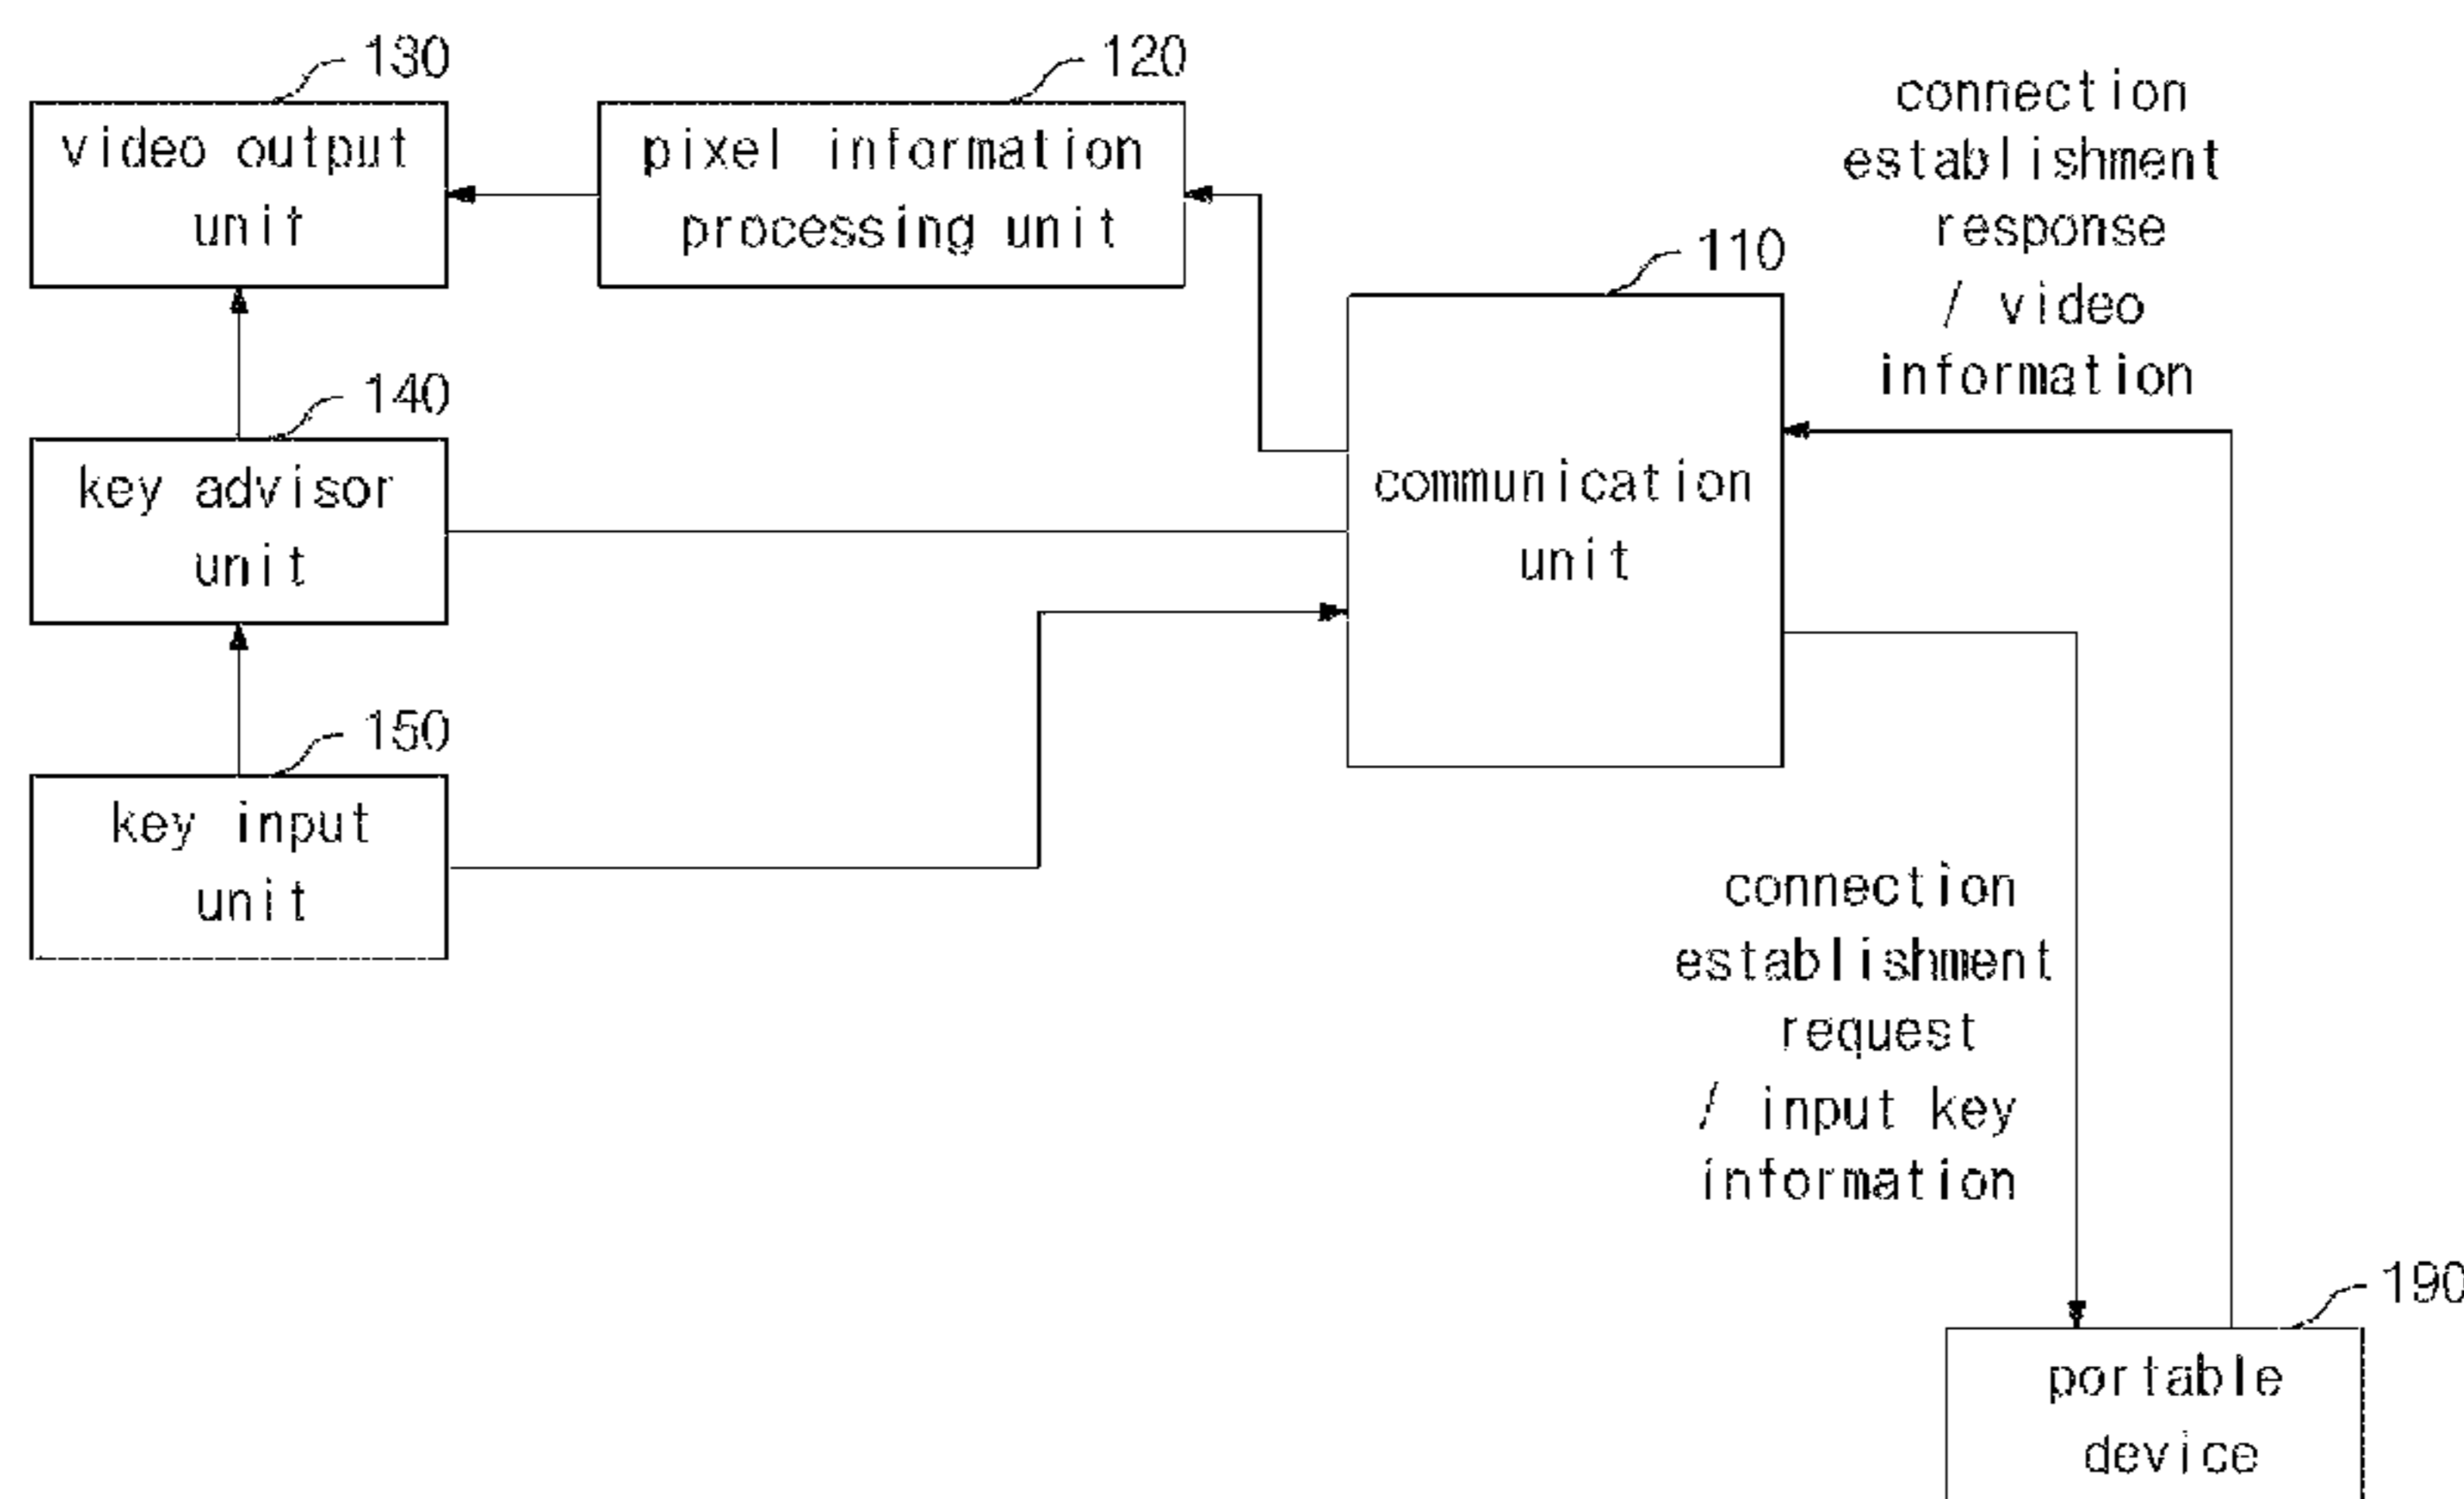 130
video output
unit
120
pixel information
processing unit
connection
establishment
response
/ video
information
110
communication
unit
140
key advisor
unit
150
key input
unit
connection
establishment
request
/ input key
information
190
portable
device